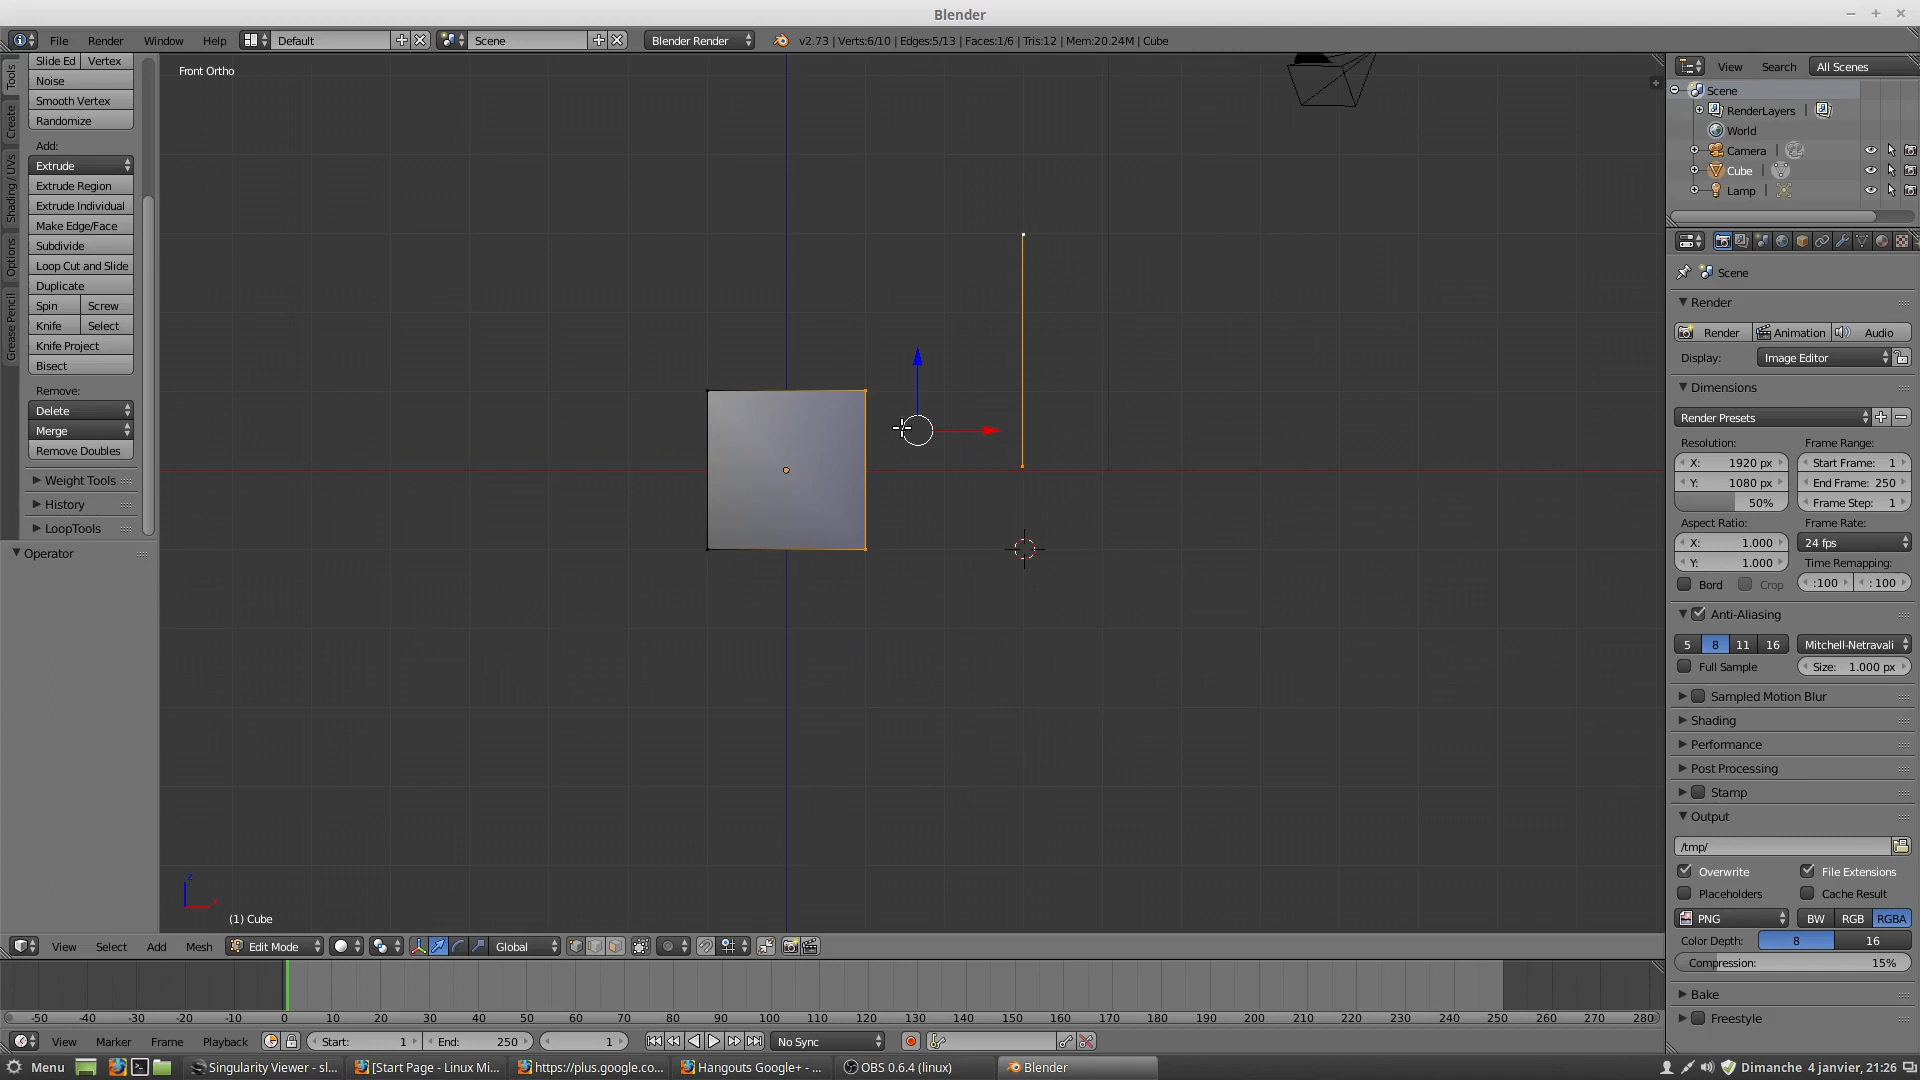 Blender
File Render Window Help Default Scene Blender Render v2.73 | Verts:6/10 | Edges:5/13 | Faces:1/6 | Tris:12 | Mem:20.24M | Cube
Tools
Create
Shading / UVs
Options
Grease Pencil
Slide Ed Vertex
Noise
Smooth Vertex
Randomize
Add:
Extrude
Extrude Region
Extrude Individual
Make Edge/Face
Subdivide
Loop Cut and Slide
Duplicate
Spin Screw
Knife Select
Knife Project
Bisect
Remove:
Delete
Merge
Remove Doubles
Weight Tools
History
LoopTools
Operator
Front Ortho
z
x
(1) Cube
View Search All Scenes
Scene
RenderLayers |
World
Camera |
Cube |
Lamp |
Scene
Render
Render Animation Audio
Display: Image Editor
Dimensions
Render Presets
Resolution: Frame Range:
X: 1920 px Start Frame: 1
Y: 1080 px End Frame: 250
50% Frame Step: 1
Aspect Ratio: Frame Rate:
X: 1.000 24 fps
Y: 1.000 Time Remapping:
Bord Crop :100 : 100
Anti-Aliasing
5 8 11 16 Mitchell-Netravali
Full Sample Size: 1.000 px
Sampled Motion Blur
Shading
Performance
Post Processing
Stamp
Output
/tmp/
Overwrite File Extensions
Placeholders Cache Result
PNG BW RGB RGBA
Color Depth: 8 16
Compression: 15%
Bake
Freestyle
View Select Add Mesh Edit Mode Global
-50 -40 -30 -20 -10 0 10 20 30 40 50 60 70 80 90 100 110 120 130 140 150 160 170 180 190 200 210 220 230 240 250 260 270 280
View Marker Frame Playback Start: 1 End: 250 1 No Sync
Menu Singularity Viewer - sl... [Start Page - Linux Mi... https://plus.google.co... Hangouts Google+ - ... OBS 0.6.4 (linux) Blender Dimanche 4 janvier, 21:26